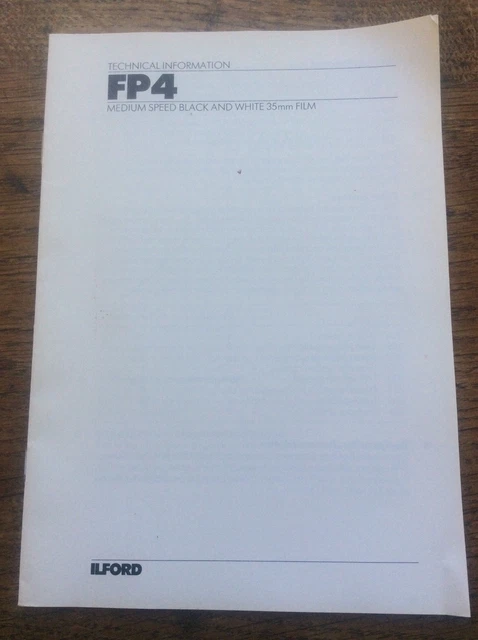 TECHNICAL INFORMATION
FP4
MEDIUM SPEED BLACK AND WHITE 35mm FILM
ILFORD